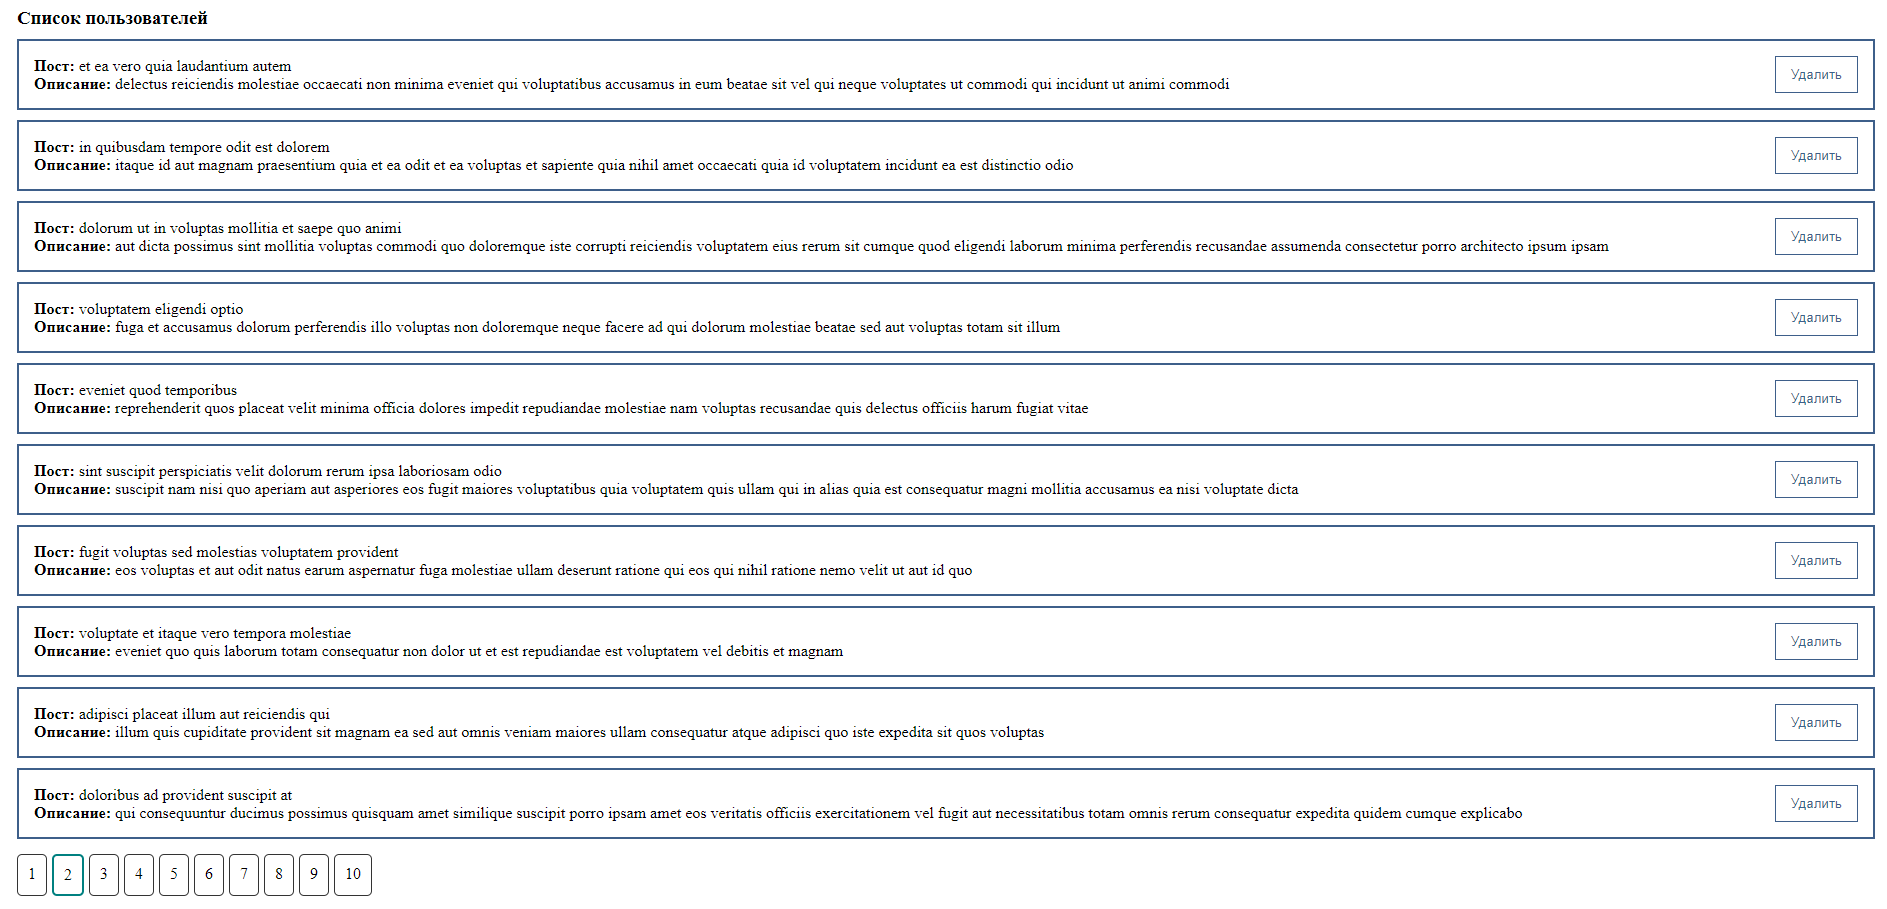 Список пользователей
Пост: et ea vero quia laudantium autem
Описание: delectus reiciendis molestiae occaecati non minima eveniet qui voluptatibus accusamus in eum beatae sit vel qui neque voluptates ut commodi qui incidunt ut animi commodi
Удалить
Пост: in quibusdam tempore odit est dolorem
Описание: itaque id aut magnam praesentium quia et ea odit et ea voluptas et sapiente quia nihil amet occaecati quia id voluptatem incidunt ea est distinctio odio
Удалить
Пост: dolorum ut in voluptas mollitia et saepe quo animi
Описание: aut dicta possimus sint mollitia voluptas commodi quo doloremque iste corrupti reiciendis voluptatem eius rerum sit cumque quod eligendi laborum minima perferendis recusandae assumenda consectetur porro architecto ipsum ipsam
Удалить
Пост: voluptatem eligendi optio
Описание: fuga et accusamus dolorum perferendis illo voluptas non doloremque neque facere ad qui dolorum molestiae beatae sed aut voluptas totam sit illum
Удалить
Пост: eveniet quod temporibus
Описание: reprehenderit quos placeat velit minima officia dolores impedit repudiandae molestiae nam voluptas recusandae quis delectus officiis harum fugiat vitae
Удалить
Пост: sint suscipit perspiciatis velit dolorum rerum ipsa laboriosam odio
Описание: suscipit nam nisi quo aperiam aut asperiores eos fugit maiores voluptatibus quia voluptatem quis ullam qui in alias quia est consequatur magni mollitia accusamus ea nisi voluptate dicta
Удалить
Пост: fugit voluptas sed molestias voluptatem provident
Описание: eos voluptas et aut odit natus earum aspernatur fuga molestiae ullam deserunt ratione qui eos qui nihil ratione nemo velit ut aut id quo
Удалить
Пост: voluptate et itaque vero tempora molestiae
Описание: eveniet quo quis laborum totam consequatur non dolor ut et est repudiandae est voluptatem vel debitis et magnam
Удалить
Пост: adipisci placeat illum aut reiciendis qui
Описание: illum quis cupiditate provident sit magnam ea sed aut omnis veniam maiores ullam consequatur atque adipisci quo iste expedita sit quos voluptas
Удалить
Пост: doloribus ad provident suscipit at
Описание: qui consequuntur ducimus possimus quisquam amet similique suscipit porro ipsam amet eos veritatis officiis exercitationem vel fugit aut necessitatibus totam omnis rerum consequatur expedita quidem cumque explicabo
Удалить
1 2 3 4 5 6 7 8 9 10